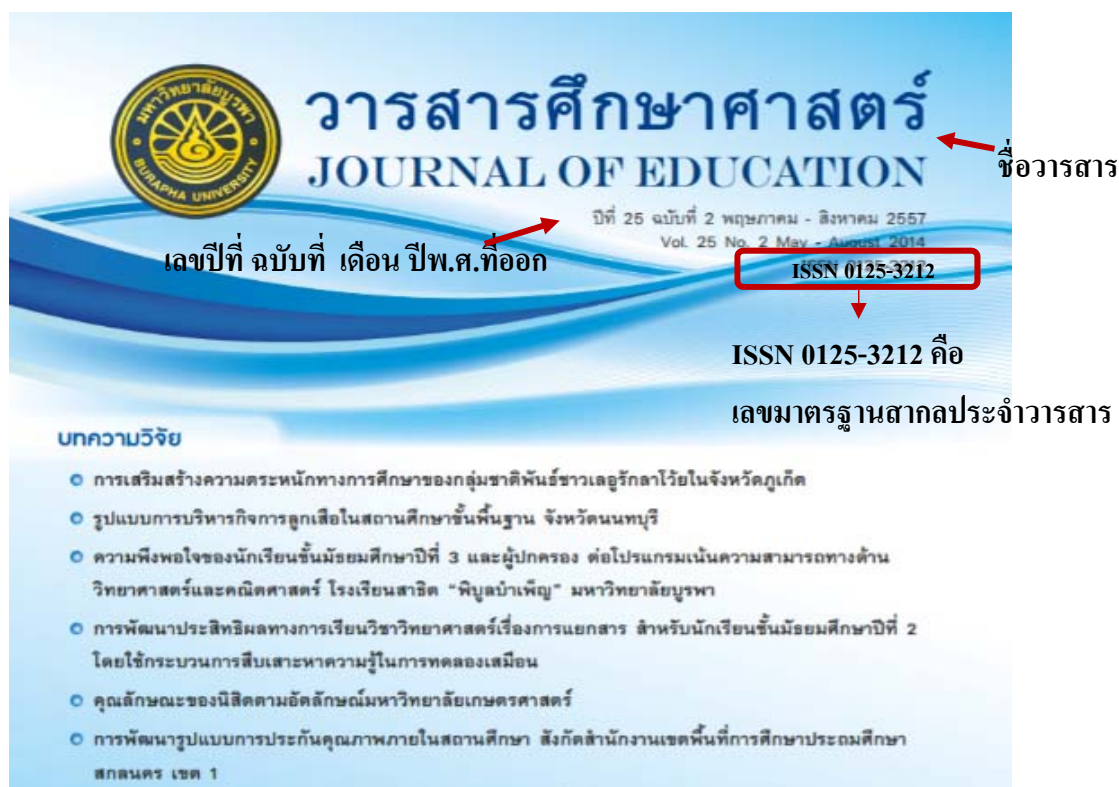 มหาวิทยาลัยบูรพา
BURAPHA UNIVERSITY
วารสารศึกษาศาสตร์
JOURNAL OF EDUCATION
ชื่อวารสาร
ปีที่ 25 ฉบับที่ 2 พฤษภาคม - สิงหาคม 2557
Vol. 25 No. 2 May - August 2014
เลขปีที่ ฉบับที่ เดือน ปีพ.ศ.ที่ออก
ISSN 0125-3212
ISSN 0125-3212 คือ
เลขมาตรฐานสากลประจำวารสาร
บทความวิจัย
การเสริมสร้างความตระหนักทางการศึกษาของกลุ่มชาติพันธ์ชาวเลอูรักลาโว้ยในจังหวัดภูเก็ต
รูปแบบการบริหารกิจการลูกเสือในสถานศึกษาขั้นพื้นฐาน จังหวัดนนทบุรี
ความพึงพอใจของนักเรียนชั้นมัธยมศึกษาปีที่ 3 และผู้ปกครอง ต่อโปรแกรมเน้นความสามารถทางด้าน
วิทยาศาสตร์และคณิตศาสตร์ โรงเรียนสาธิต "พิบูลบำเพ็ญ" มหาวิทยาลัยบูรพา
การพัฒนาประสิทธิผลทางการเรียนวิชาวิทยาศาสตร์เรื่องการแยกสาร สำหรับนักเรียนชั้นมัธยมศึกษาปีที่ 2
โดยใช้กระบวนการสืบเสาะหาความรู้ในการทดลองเสมือน
คุณลักษณะของนิสิตตามอัตลักษณ์มหาวิทยาลัยเกษตรศาสตร์
การพัฒนารูปแบบการประกันคุณภาพภายในสถานศึกษา สังกัดสำนักงานเขตพื้นที่การศึกษาประถมศึกษา
สกลนคร เขต 1